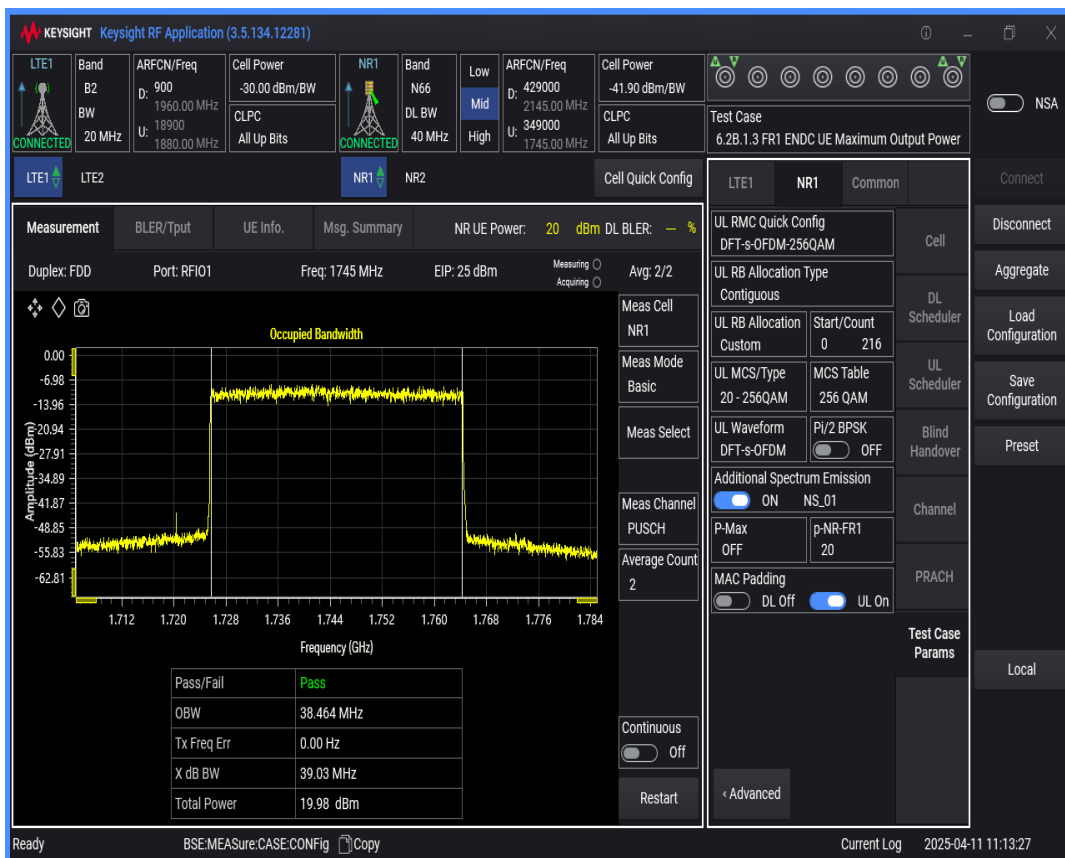 KEYSIGHT Keysight RF Application (3.5.134.12281)
LTE1
CONNECTED
Band
B2
BW
20 MHz
ARFCN/Freq
D: 900
1960.00 MHz
U: 18900
1880.00 MHz
Cell Power
-30.00 dBm/BW
CLPC
All Up Bits
NR1
CONNECTED
Band
N66
DL BW
40 MHz
Low
Mid
High
ARFCN/Freq
D: 429000
2145.00 MHz
U: 349000
1745.00 MHz
Cell Power
-41.90 dBm/BW
CLPC
All Up Bits
Test Case
6.2B.1.3 FR1 ENDC UE Maximum Output Power
NSA
LTE1 LTE2
NR1 NR2
Cell Quick Config
Measurement BLER/Tput UE Info. Msg. Summary NR UE Power: 20 dBm DL BLER: — %
Duplex: FDD Port: RFIO1 Freq: 1745 MHz EIP: 25 dBm Measuring Avg: 2/2
Acquiring
Occupied Bandwidth
Amplitude (dBm)
0.00
-6.98
-13.96
-20.94
-27.91
-34.89
-41.87
-48.85
-55.83
-62.81
1.712 1.720 1.728 1.736 1.744 1.752 1.760 1.768 1.776 1.784
Frequency (GHz)
Pass/Fail Pass
OBW 38.464 MHz
Tx Freq Err 0.00 Hz
X dB BW 39.03 MHz
Total Power 19.98 dBm
Meas Cell
NR1
Meas Mode
Basic
Meas Select
Meas Channel
PUSCH
Average Count
2
Continuous
Off
Restart
LTE1 NR1 Common
UL RMC Quick Config
DFT-s-OFDM-256QAM
UL RB Allocation Type
Contiguous
UL RB Allocation
Custom
Start/Count
0 216
UL MCS/Type
20 - 256QAM
MCS Table
256 QAM
UL Waveform
DFT-s-OFDM
Pi/2 BPSK
OFF
Additional Spectrum Emission
ON NS_01
P-Max
OFF
p-NR-FR1
20
MAC Padding
DL Off UL On
‹ Advanced
Cell
DL
Scheduler
UL
Scheduler
Blind
Handover
Channel
PRACH
Test Case
Params
Connect
Disconnect
Aggregate
Load
Configuration
Save
Configuration
Preset
Local
Ready BSE:MEASure:CASE:CONFig Copy Current Log 2025-04-11 11:13:27